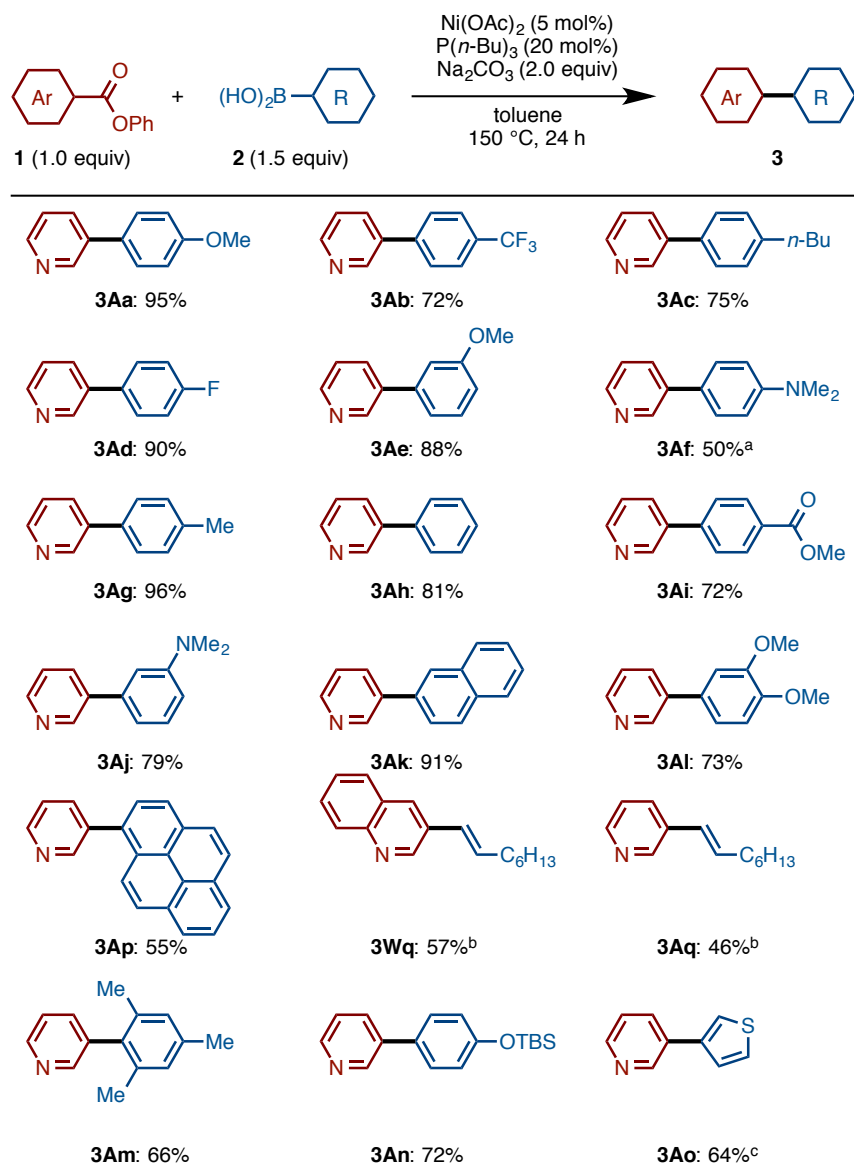 Ni(OAc)2 (5 mol%)
P(n-Bu)3 (20 mol%)
Na2CO3 (2.0 equiv)
toluene
150 °C, 24 h
Ar
O
OPh
+
(HO)2B
R
Ar
R
1 (1.0 equiv)
2 (1.5 equiv)
3
N
OMe
N
CF3
N
n-Bu
3Aa: 95%
3Ab: 72%
3Ac: 75%
N
F
N
OMe
N
NMe2
3Ad: 90%
3Ae: 88%
3Af: 50%a
N
Me
N
N
O
OMe
3Ag: 96%
3Ah: 81%
3Ai: 72%
N
NMe2
N
N
OMe
OMe
3Aj: 79%
3Ak: 91%
3Al: 73%
N
N
C6H13
N
C6H13
3Ap: 55%
3Wq: 57%b
3Aq: 46%b
N
Me
Me
Me
N
OTBS
N
S
3Am: 66%
3An: 72%
3Ao: 64%c